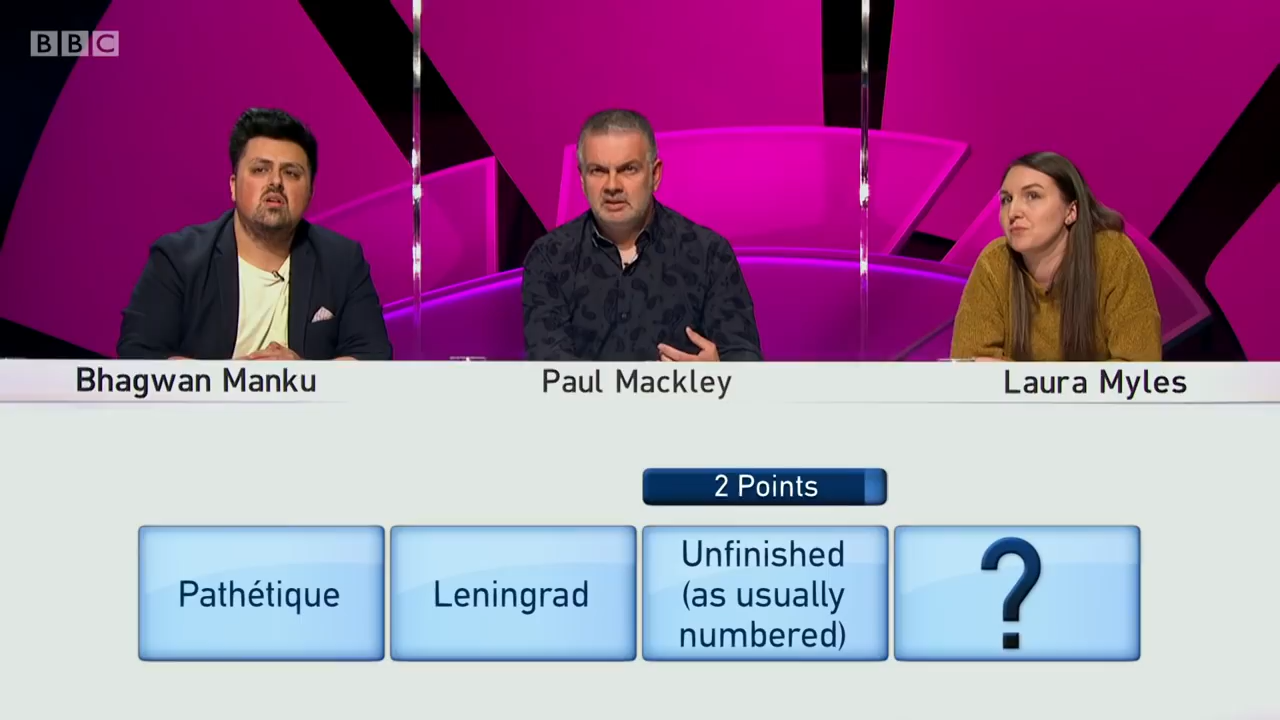 BBC
Bhagwan Manku
Paul Mackley
Laura Myles
2 Points
Pathétique
Leningrad
Unfinished
(as usually
numbered)
?